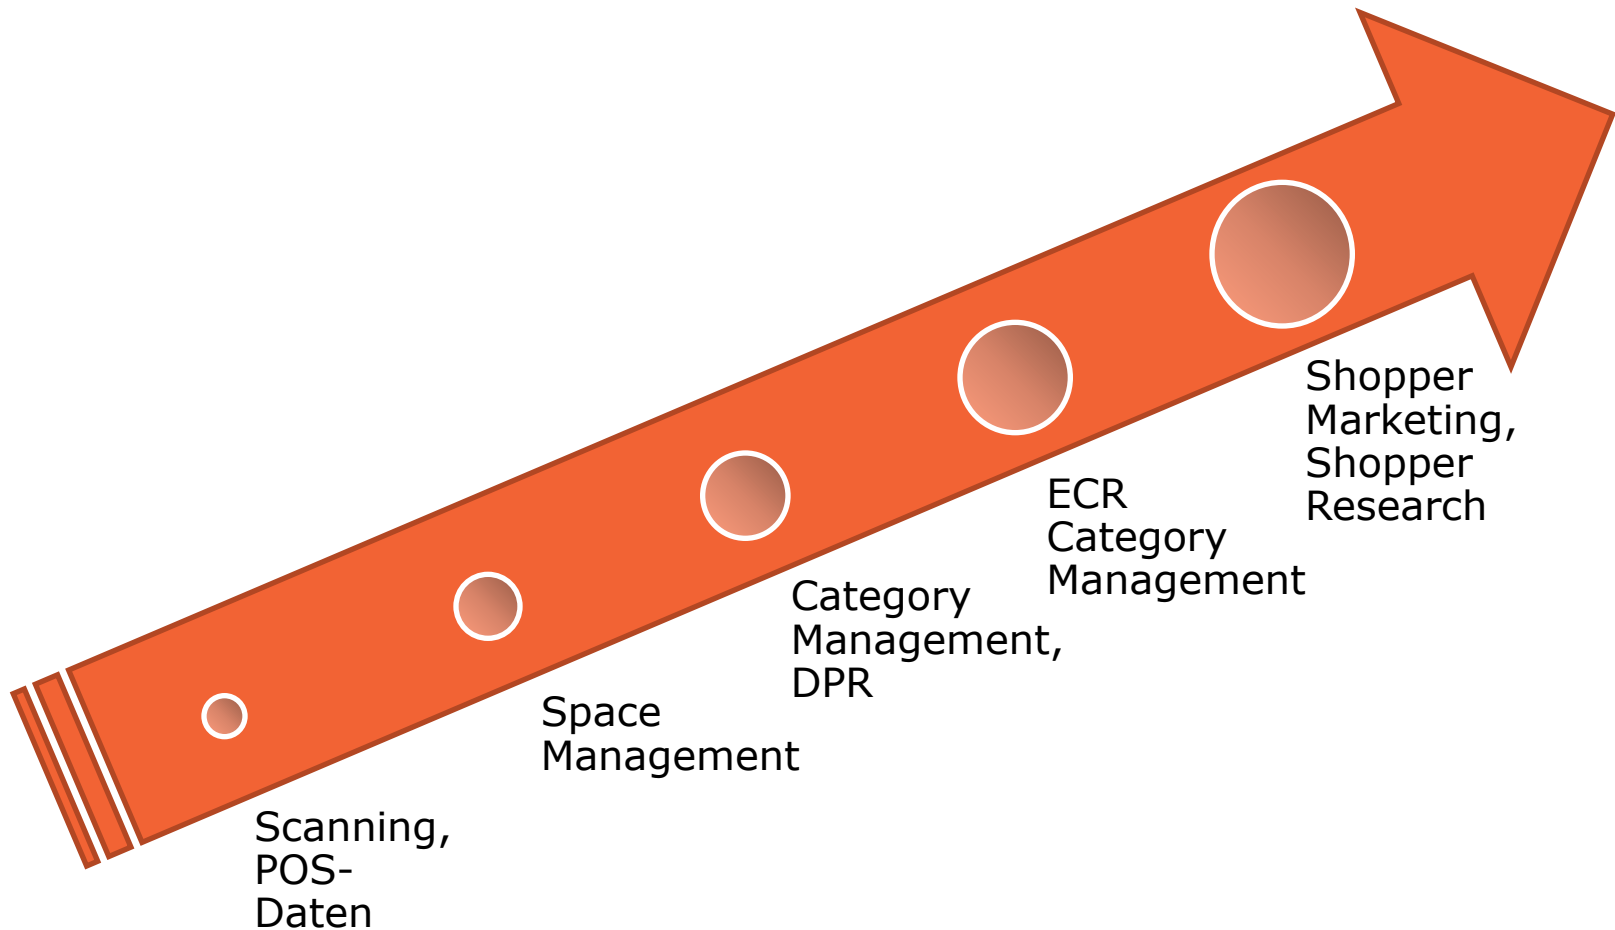 Scanning,
POS-
Daten
Space
Management
Category
Management,
DPR
ECR
Category
Management
Shopper
Marketing,
Shopper
Research